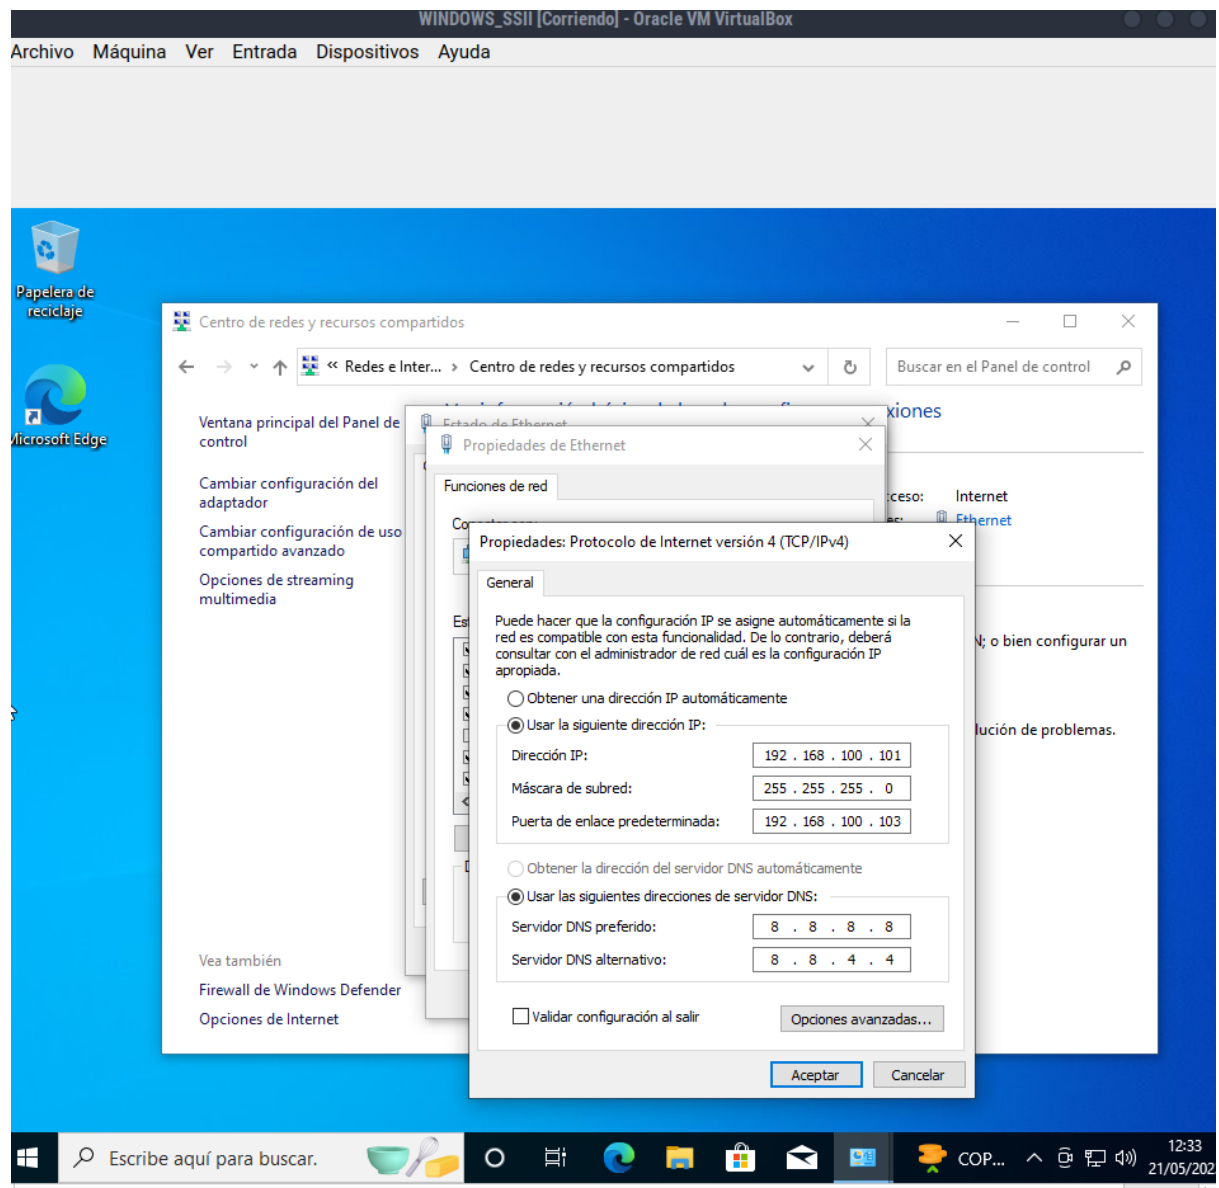 WINDOWS_SSII [Corriendo] - Oracle VM VirtualBox
Archivo Máquina Ver Entrada Dispositivos Ayuda
Papelera de
reciclaje
Microsoft Edge
Centro de redes y recursos compartidos
« Redes e Inter... › Centro de redes y recursos compartidos
Buscar en el Panel de control
Ventana principal del Panel de
control
Cambiar configuración del
adaptador
Cambiar configuración de uso
compartido avanzado
Opciones de streaming
multimedia
Vea también
Firewall de Windows Defender
Opciones de Internet
xiones
Internet
Ethernet
o bien configurar un
lución de problemas.
Estado de Ethernet
Propiedades de Ethernet
Funciones de red
Propiedades: Protocolo de Internet versión 4 (TCP/IPv4)
General
Puede hacer que la configuración IP se asigne automáticamente si la
red es compatible con esta funcionalidad. De lo contrario, deberá
consultar con el administrador de red cuál es la configuración IP
apropiada.
Obtener una dirección IP automáticamente
Usar la siguiente dirección IP:
Dirección IP: 192 . 168 . 100 . 101
Máscara de subred: 255 . 255 . 255 . 0
Puerta de enlace predeterminada: 192 . 168 . 100 . 103
Obtener la dirección del servidor DNS automáticamente
Usar las siguientes direcciones de servidor DNS:
Servidor DNS preferido: 8 . 8 . 8 . 8
Servidor DNS alternativo: 8 . 8 . 4 . 4
Validar configuración al salir
Opciones avanzadas...
Aceptar Cancelar
Escribe aquí para buscar.
COP...
12:33
21/05/202